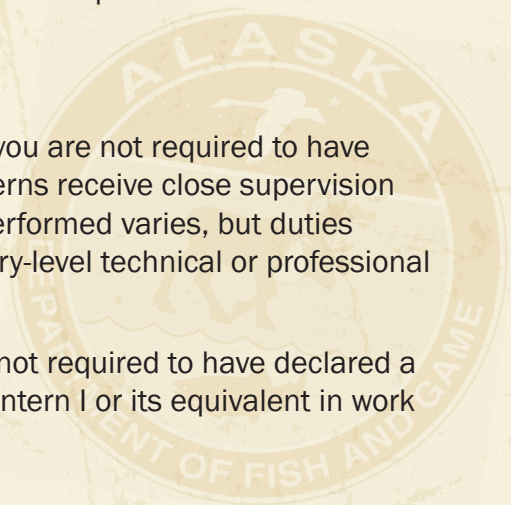 ALASKA
you are not required to have
erns receive close supervision
erformed varies, but duties
ry-level technical or professional
not required to have declared a
ntern I or its equivalent in work
DEPARTMENT OF FISH AND GAME